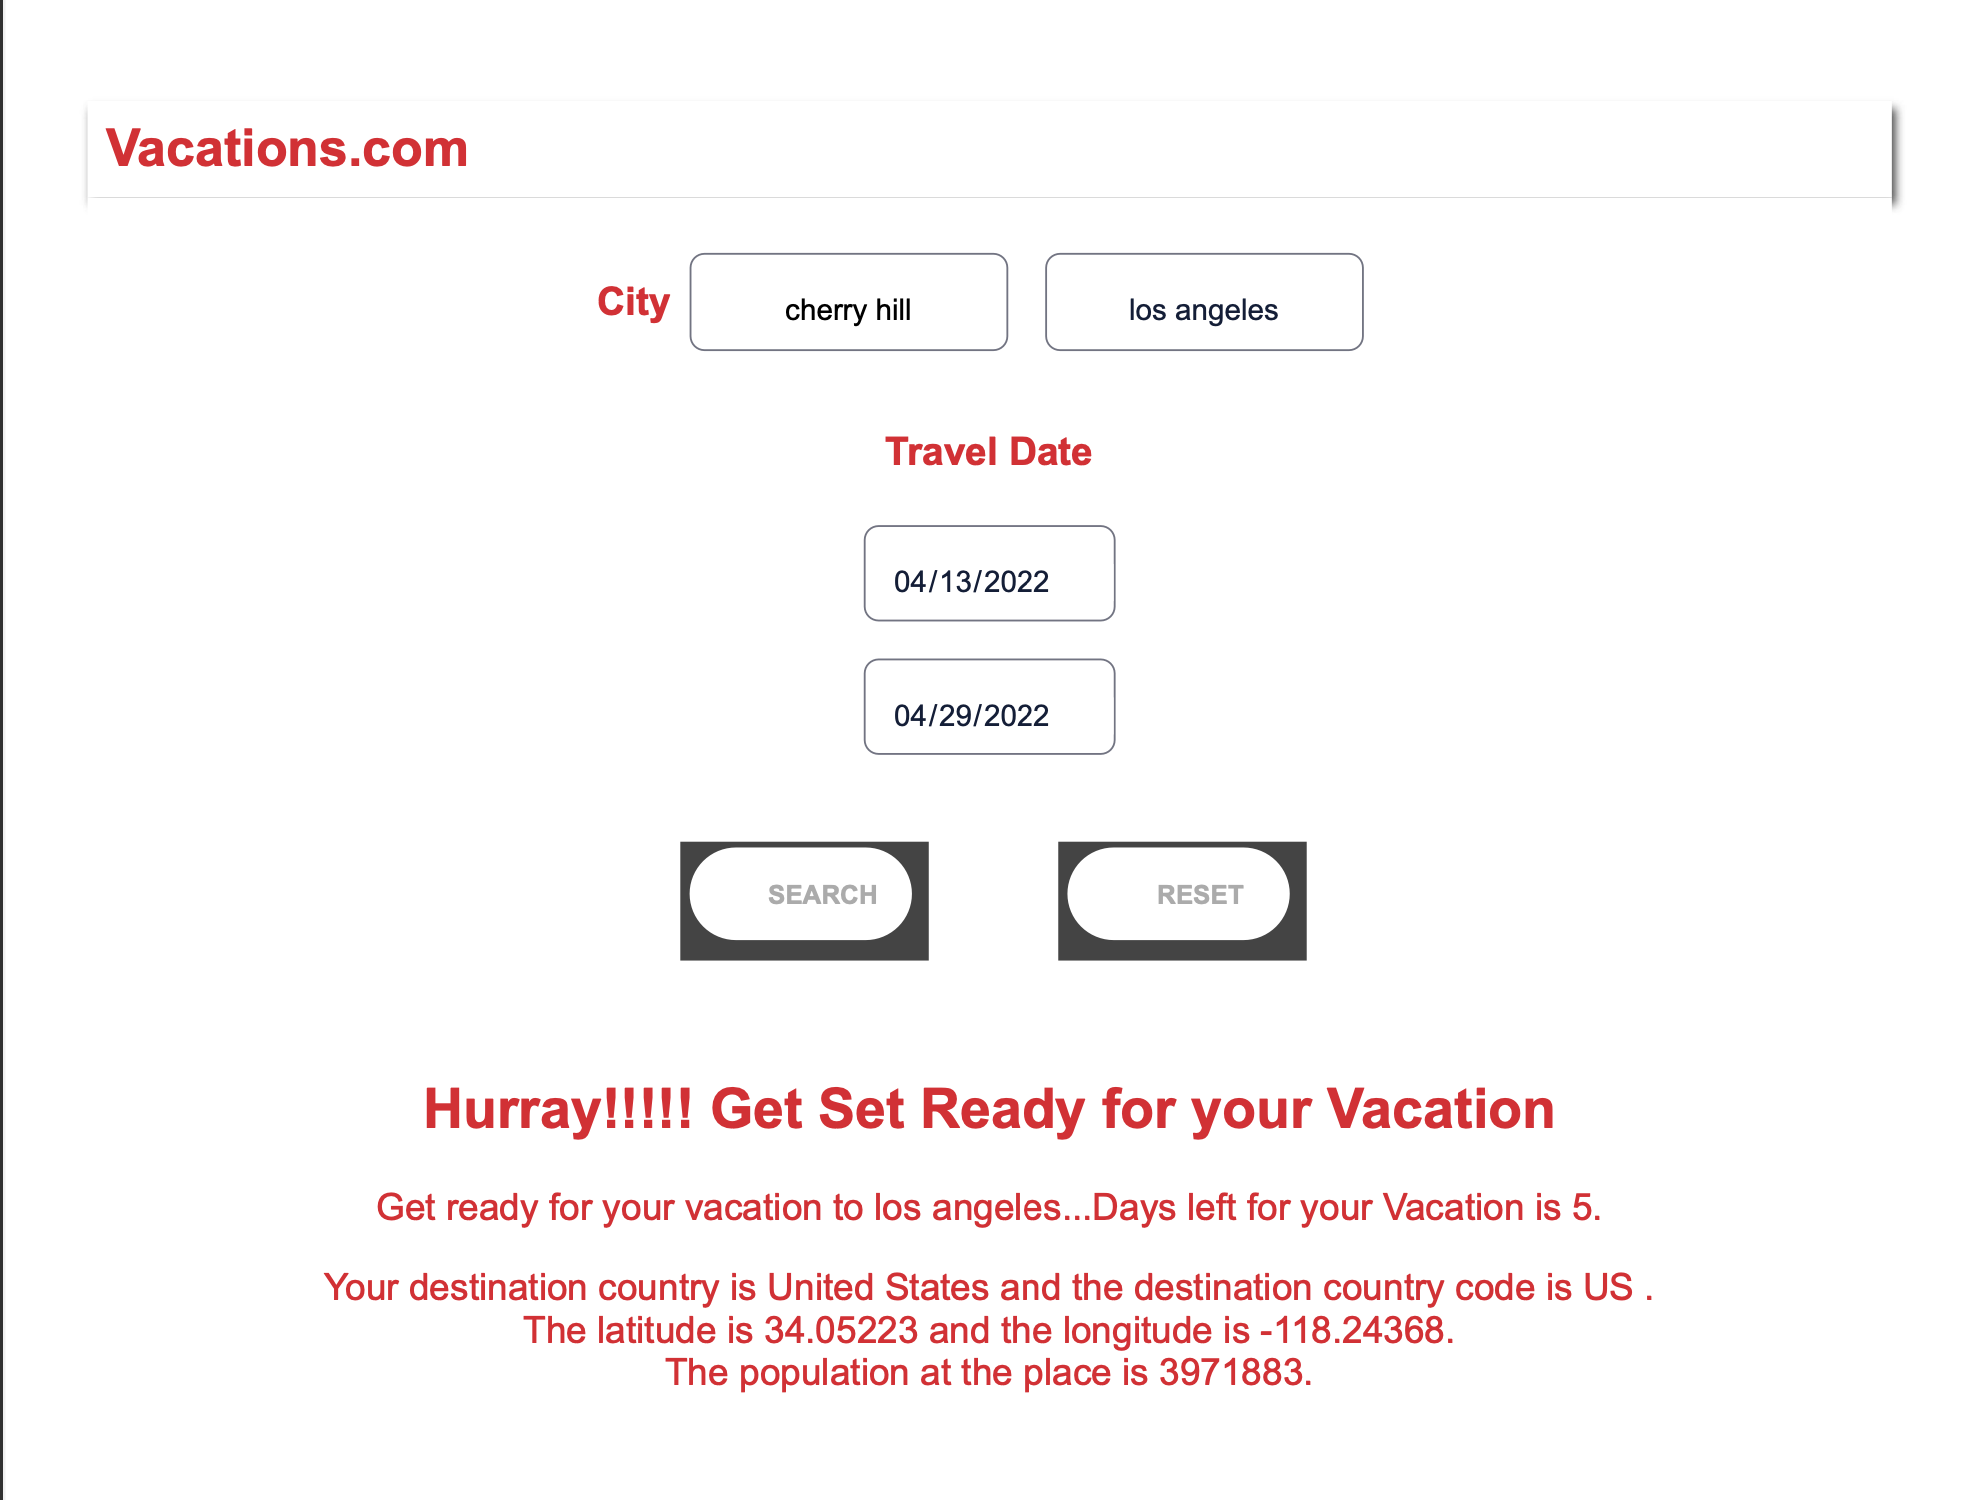 Vacations.com
City cherry hill los angeles
Travel Date
04/13/2022
04/29/2022
SEARCH RESET
Hurray!!!!! Get Set Ready for your Vacation
Get ready for your vacation to los angeles...Days left for your Vacation is 5.
Your destination country is United States and the destination country code is US .
The latitude is 34.05223 and the longitude is -118.24368.
The population at the place is 3971883.